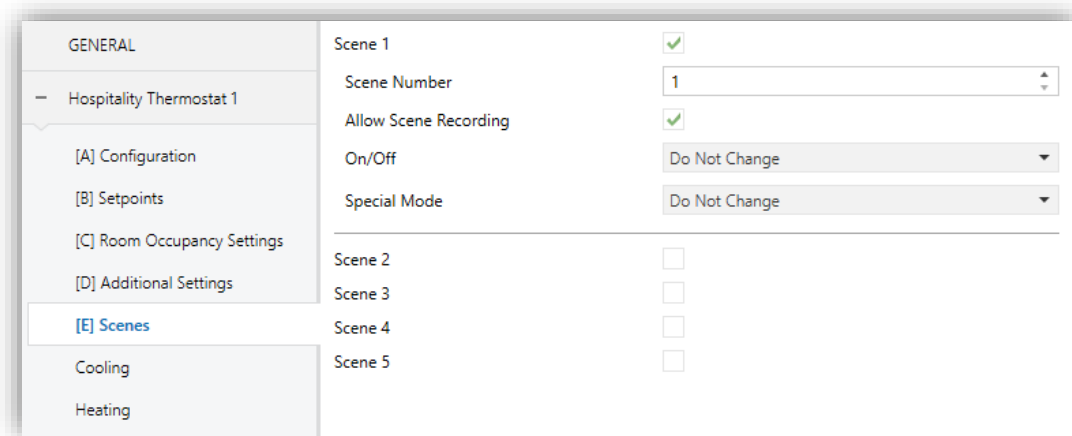 GENERAL
− Hospitality Thermostat 1
[A] Configuration
[B] Setpoints
[C] Room Occupancy Settings
[D] Additional Settings
[E] Scenes
Cooling
Heating
Scene 1
Scene Number 1
Allow Scene Recording
On/Off Do Not Change
Special Mode Do Not Change
Scene 2
Scene 3
Scene 4
Scene 5